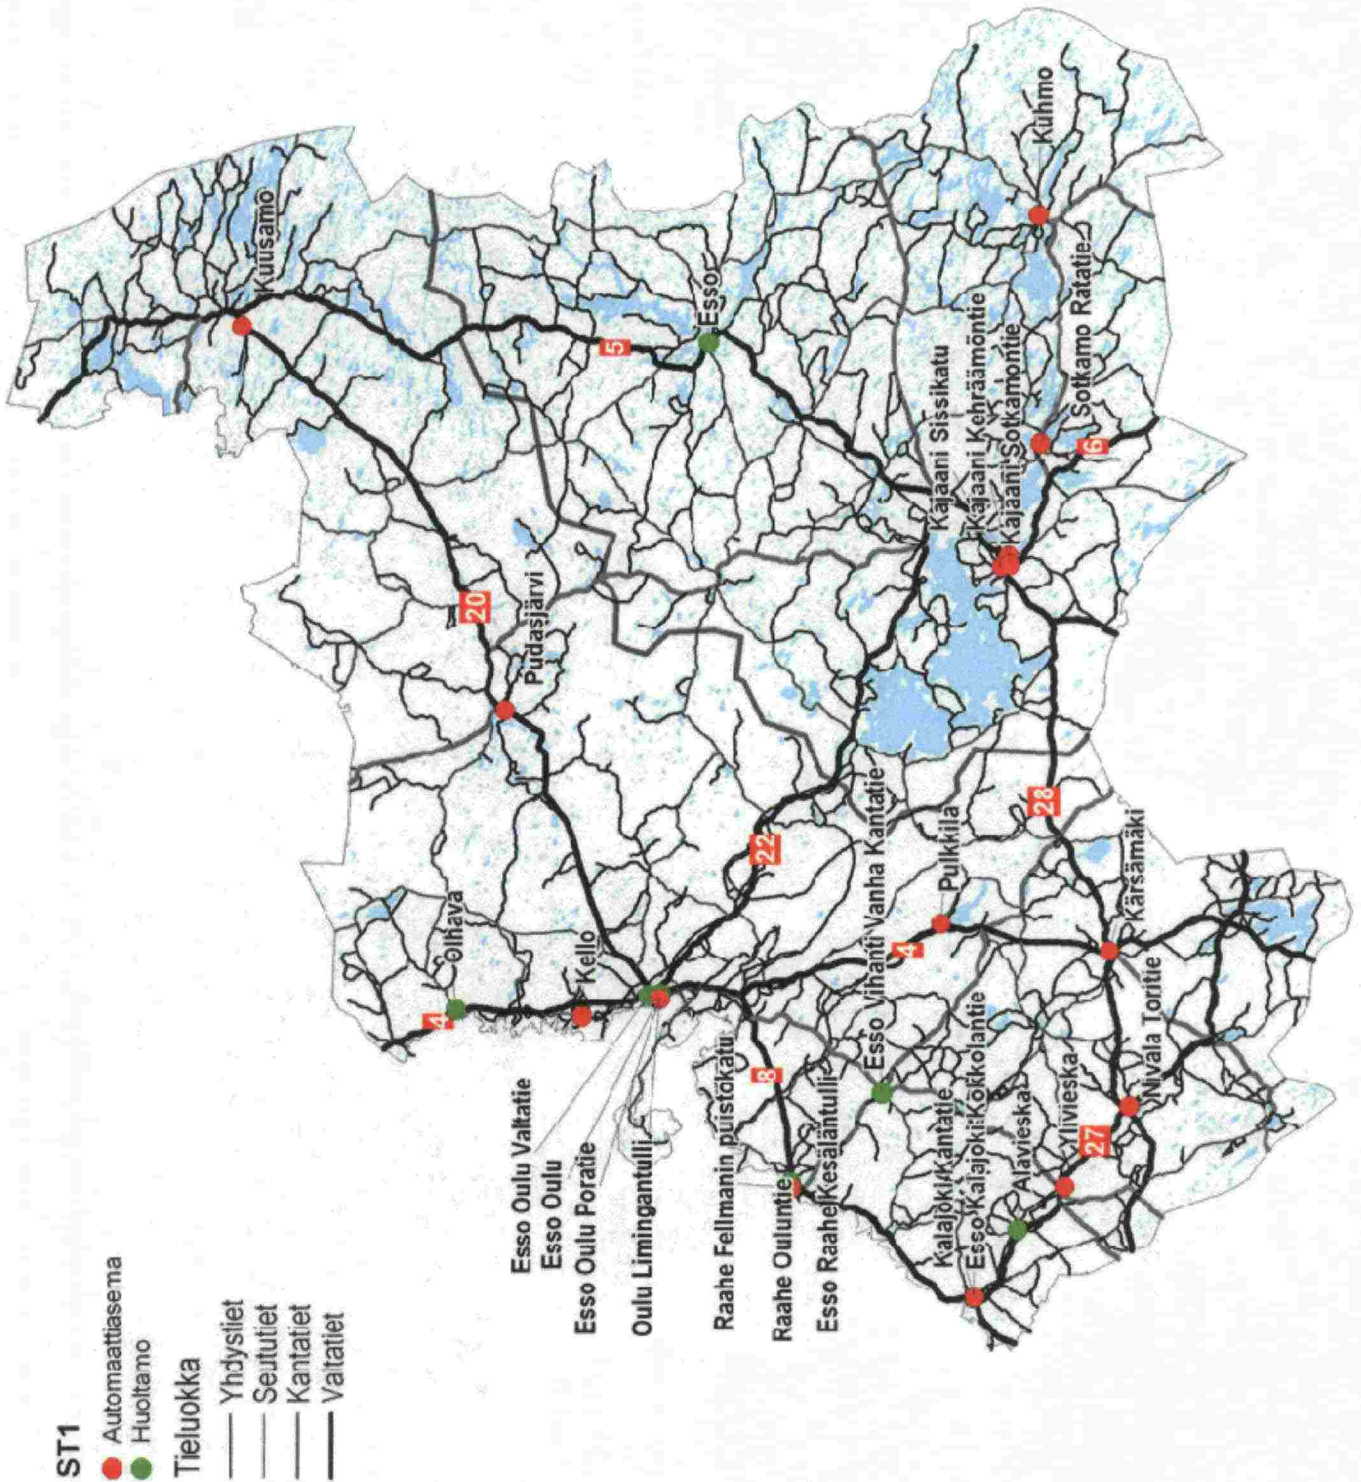 ST1
Automaattiasema
Huoltamo
Tieluokka
Yhdystiet
Seututiet
Kantatiet
Valtatiet
Kuusamo
20
Pudasjärvi
5
Esso
4
Olhava
Kello
Esso Oulu Valtatie
Esso Oulu
Esso Oulu Poratie
Oulu Limingantulli
22
8
Raahe Fellmanin puistokatu
Raahe Ouluntie
Esso Raahe Kesäläntulli
Esso Vihanti Vanha Kantatie
4
Pulkkila
28
Kärsämäki
Kalajoki Kantatie
Esso Kalajoki Kokkolantie
Alavieska
Ylivieska
27
Nivala Toritie
Kajaani Sissikatu
Kajaani Kehräämöntie
Kajaani Sotkamontie
Sotkamo Ratatie
6
Kuhmo